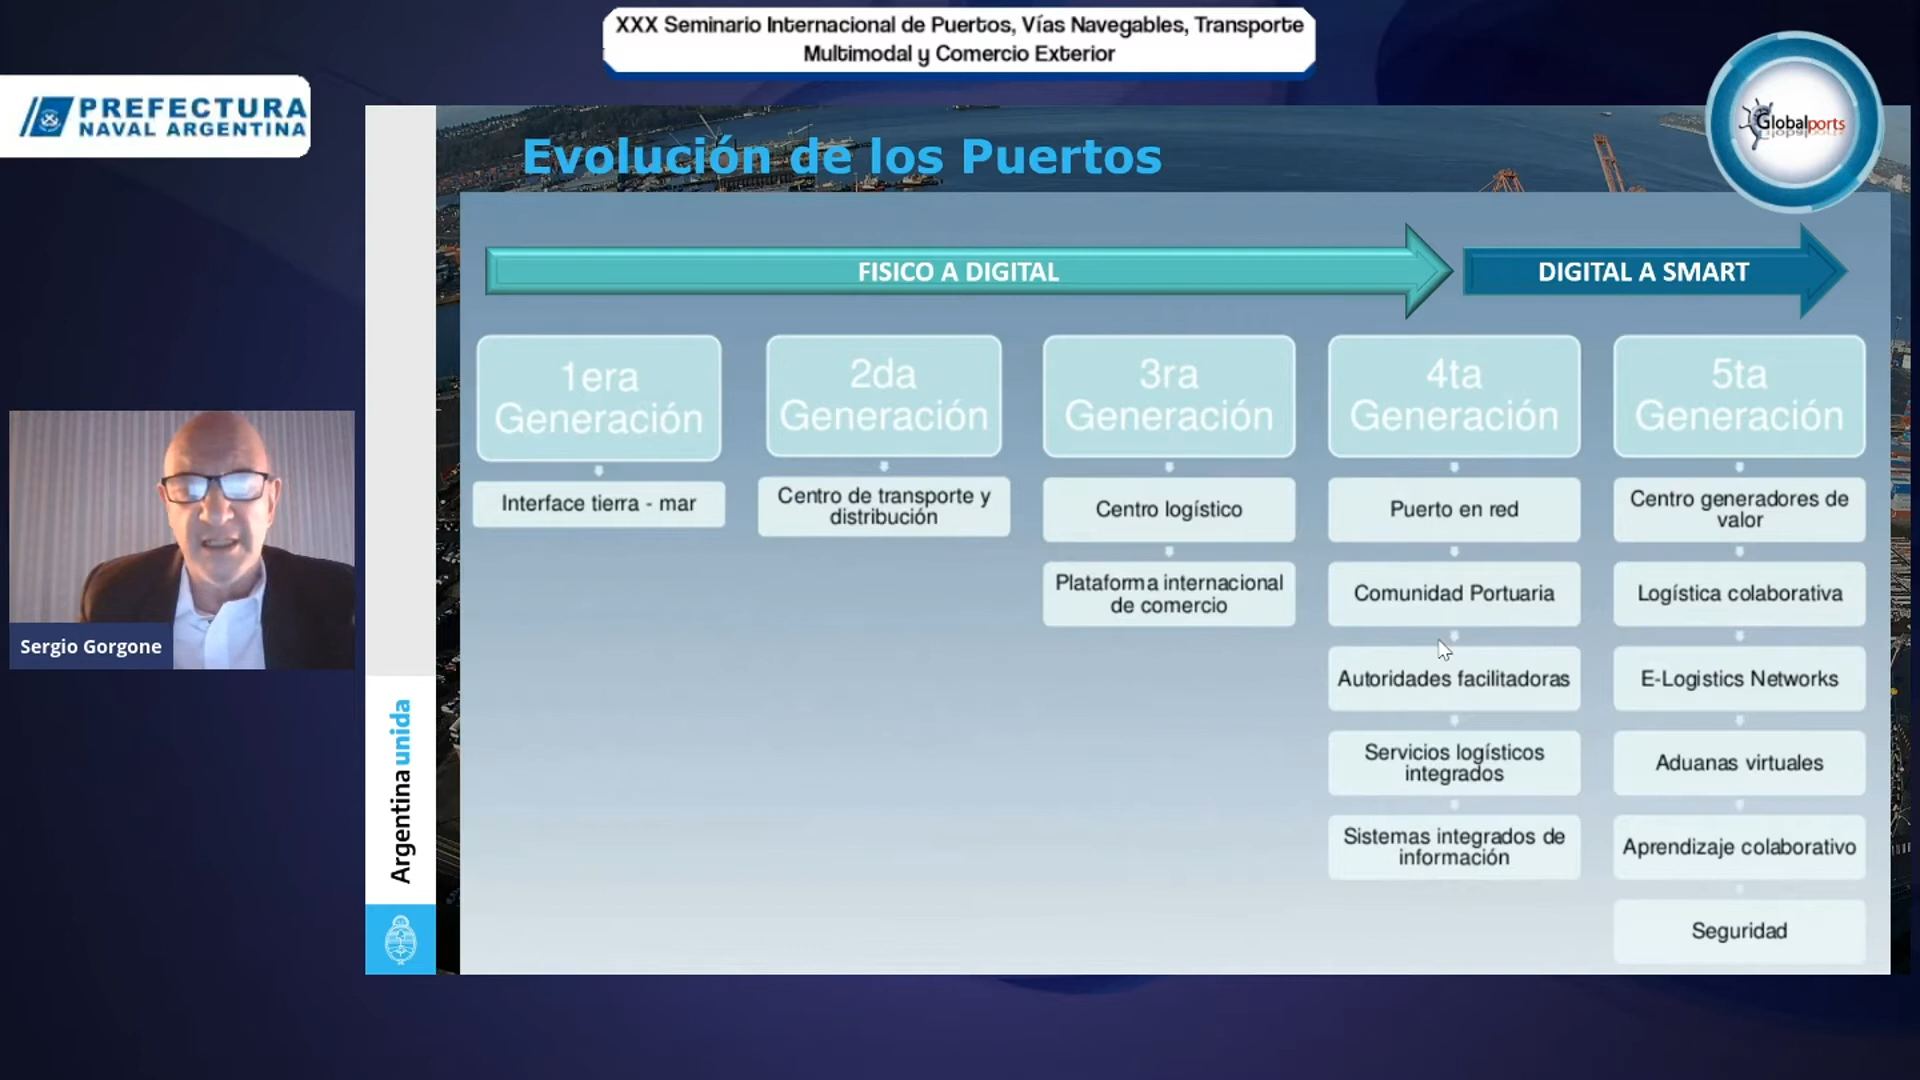 XXX Seminario Internacional de Puertos, Vías Navegables, Transporte
Multimodal y Comercio Exterior
PREFECTURA
NAVAL ARGENTINA
Globalports
Evolución de los Puertos
FISICO A DIGITAL
DIGITAL A SMART
1era
Generación
Interface tierra - mar
2da
Generación
Centro de transporte y
distribución
3ra
Generación
Centro logístico
Plataforma internacional
de comercio
4ta
Generación
Puerto en red
Comunidad Portuaria
Autoridades facilitadoras
Servicios logísticos
integrados
Sistemas integrados de
información
5ta
Generación
Centro generadores de
valor
Logística colaborativa
E-Logistics Networks
Aduanas virtuales
Aprendizaje colaborativo
Seguridad
Sergio Gorgone
Argentina unida